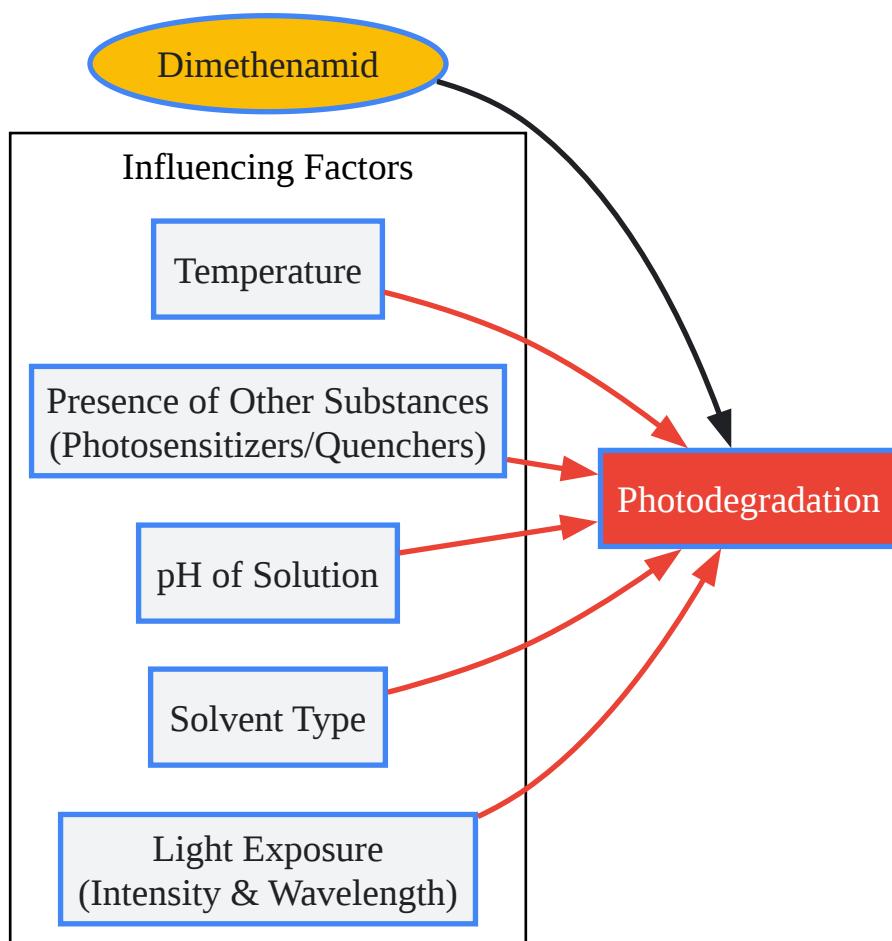 Dimethenamid
Influencing Factors
Temperature
Presence of Other Substances
(Photosensitizers/Quenchers)
Photodegradation
pH of Solution
Solvent Type
Light Exposure
(Intensity & Wavelength)